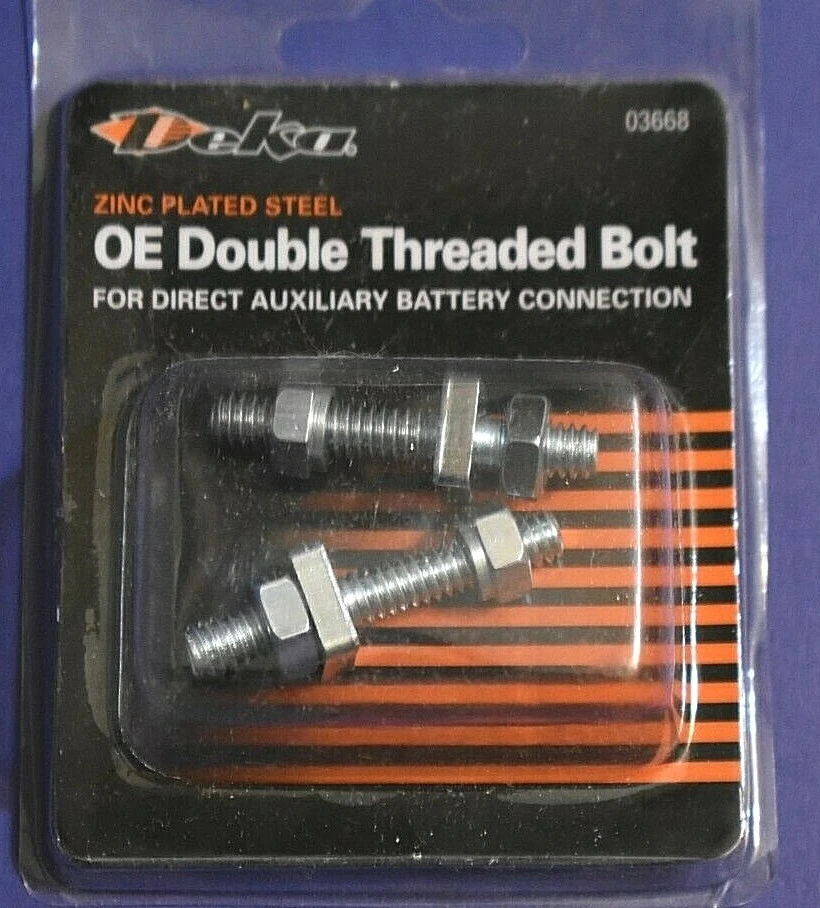 Deka 03668
ZINC PLATED STEEL
OE Double Threaded Bolt
FOR DIRECT AUXILIARY BATTERY CONNECTION